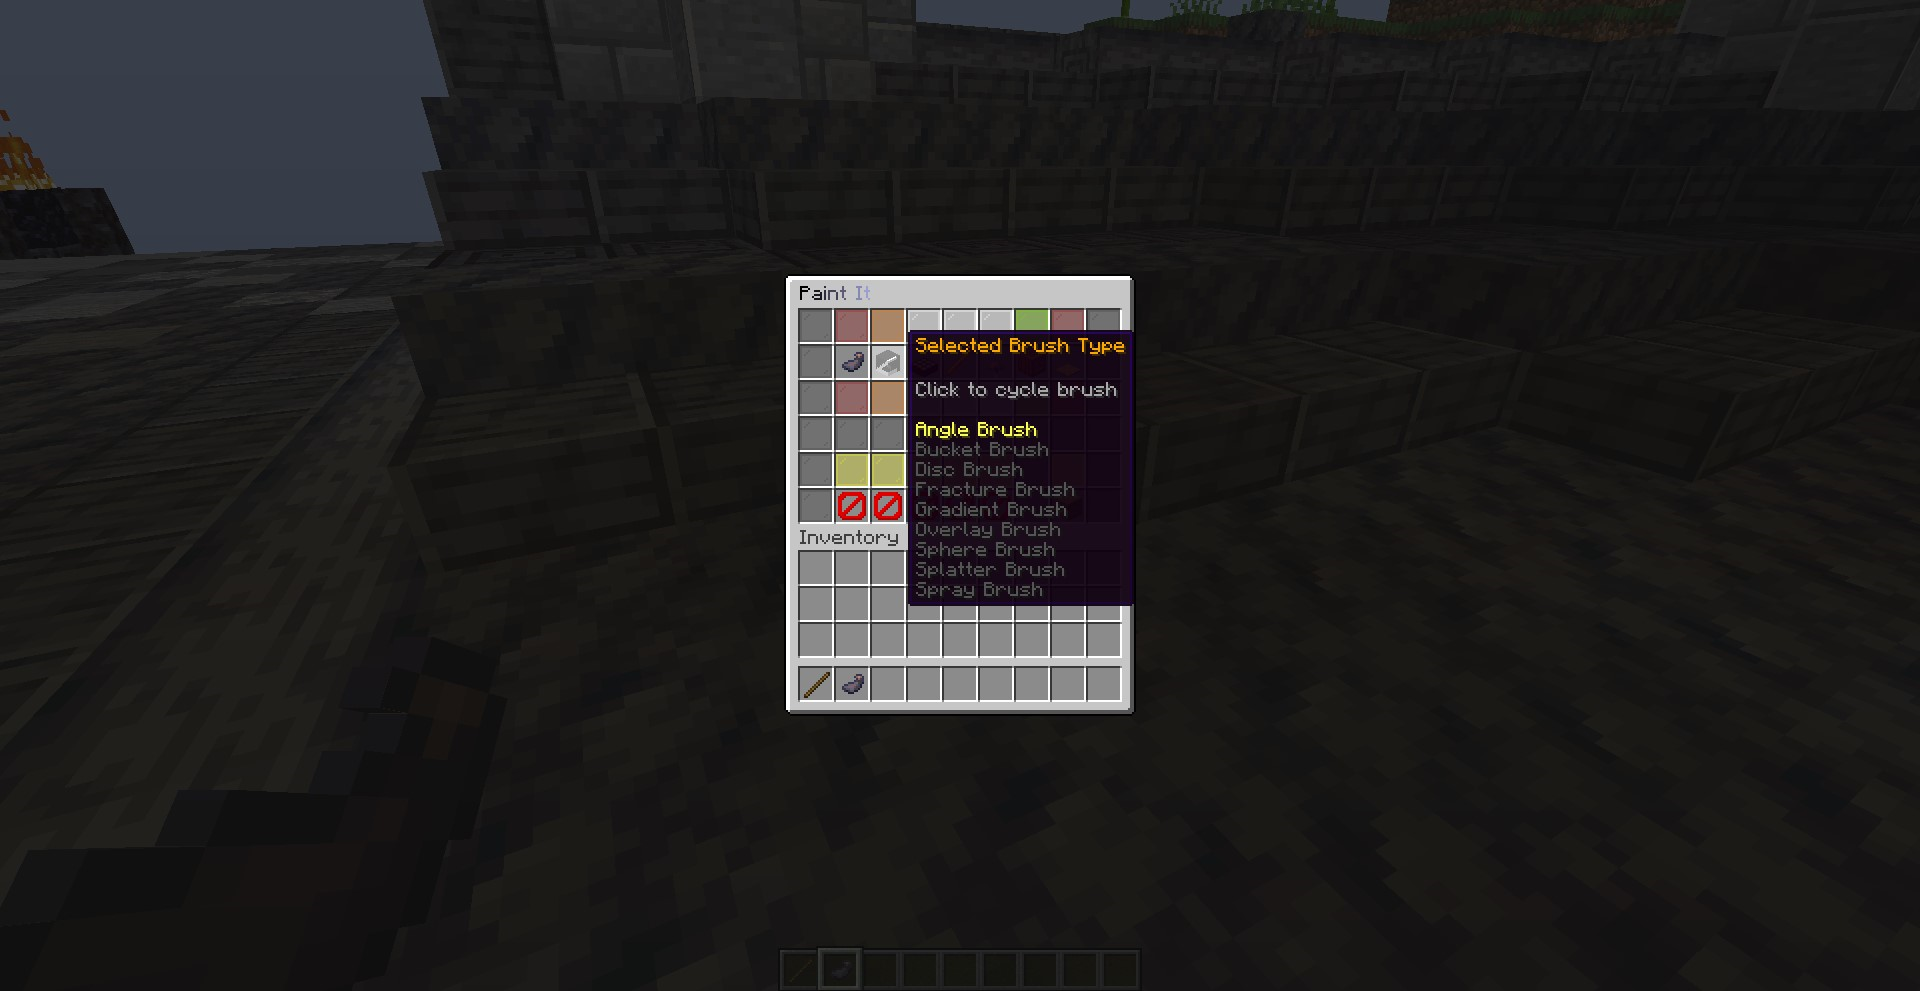 Paint It
Selected Brush Type
Click to cycle brush
Angle Brush
Bucket Brush
Disc Brush
Fracture Brush
Gradient Brush
Overlay Brush
Sphere Brush
Splatter Brush
Spray Brush
Inventory